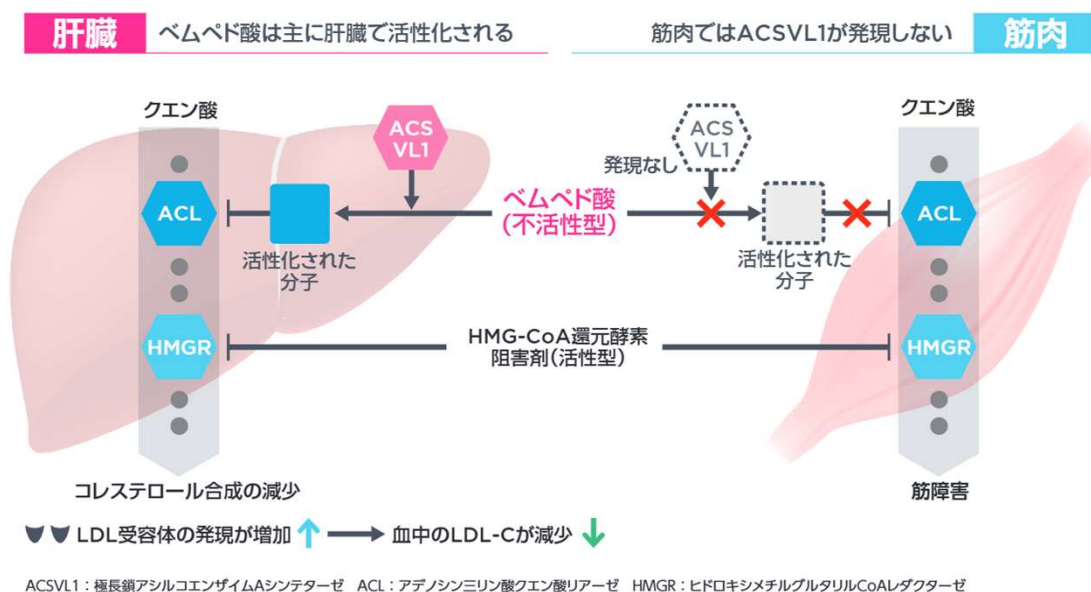 肝臓
ベムペド酸は主に肝臓で活性化される
筋肉ではACSVL1が発現しない
筋肉
クエン酸
ACS
VL1
ACS
VL1
クエン酸
発現なし
ACL
ベムペド酸
(不活性型)
ACL
活性化された
分子
活性化された
分子
HMGR
HMG-CoA還元酵素
阻害剤(活性型)
HMGR
コレステロール合成の減少
筋障害
LDL受容体の発現が増加
血中のLDL-Cが減少
ACSVL1：極長鎖アシルコエンザイムAシンテターゼ ACL：アデノシン三リン酸クエン酸リアーゼ HMGR：ヒドロキシメチルグルタリルCoAレダクターゼ